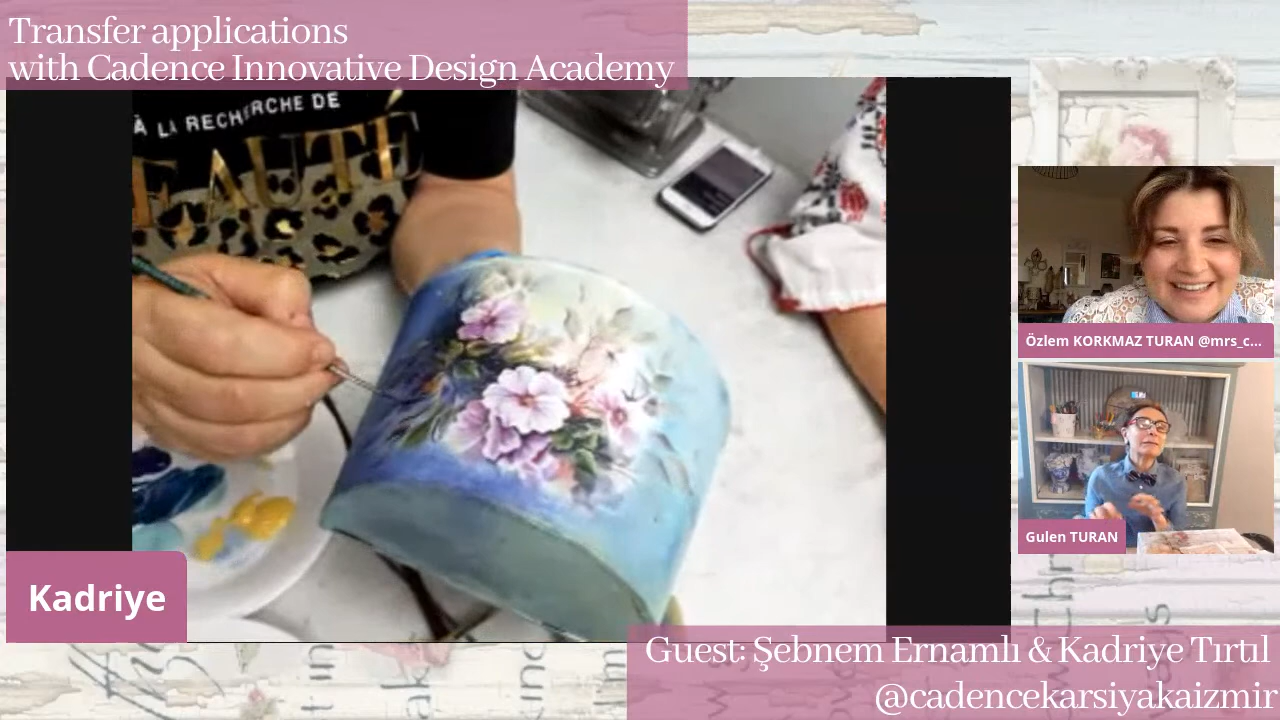 Transfer applications
with Cadence Innovative Design Academy
À LA RECHERCHE DE
EAUTÉ
Özlem KORKMAZ TURAN @mrs_c...
Gulen TURAN
Kadriye
Guest: Şebnem Ernamlı & Kadriye Tırtıl
@cadencekarsiyakaizmir